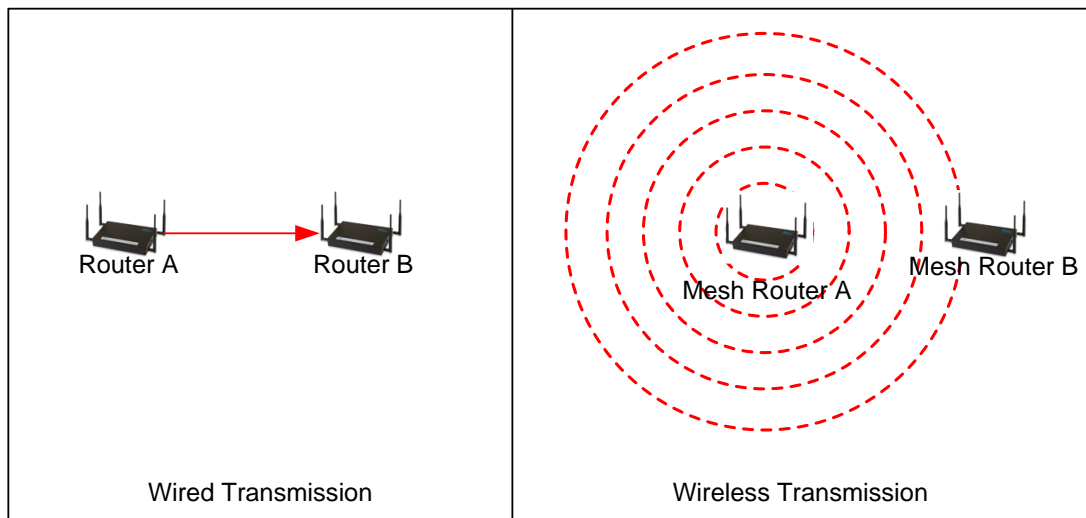 Router A
Router B
Mesh Router A
Mesh Router B
Wired Transmission
Wireless Transmission